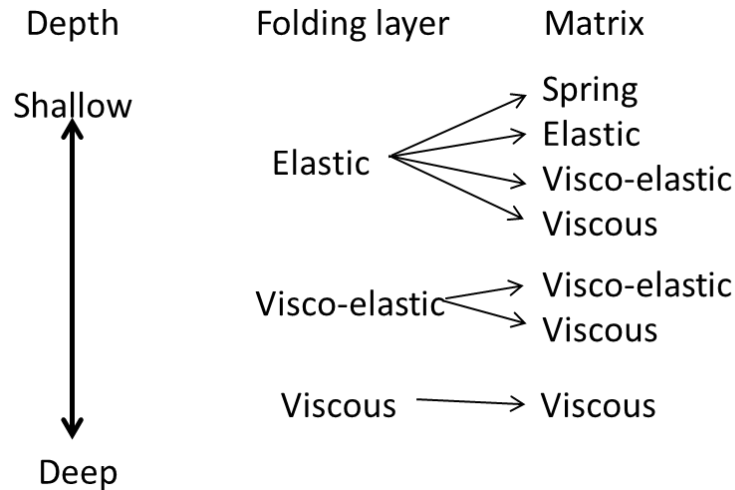 Depth Folding layer Matrix
Shallow
Spring
Elastic
Elastic
Visco-elastic
Viscous
Visco-elastic
Visco-elastic
Viscous
Viscous
Viscous
Deep